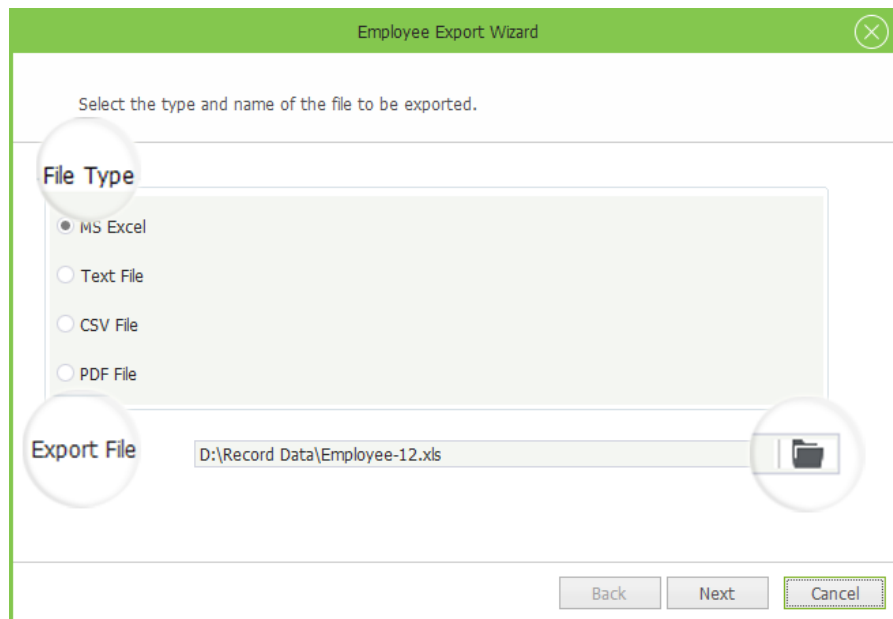 Employee Export Wizard
Select the type and name of the file to be exported.
File Type
MS Excel
Text File
CSV File
PDF File
Export File
D:\Record Data\Employee-12.xls
Back Next Cancel